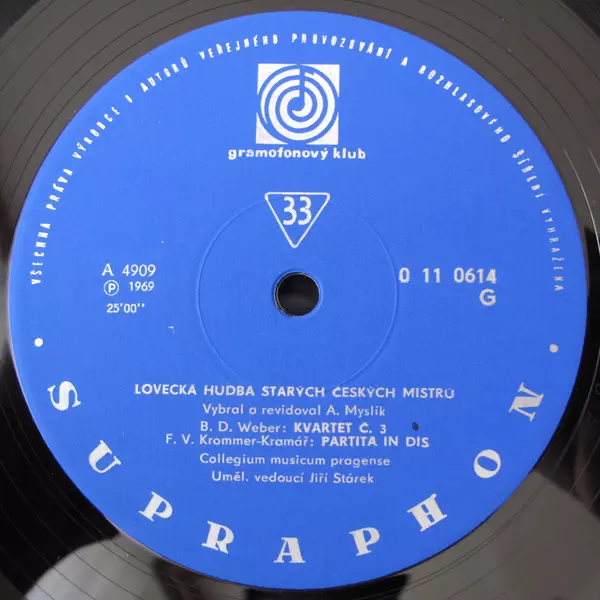 VŠECHNA PRÁVA VÝROBCE I AUTORŮ VEŘEJNÉHO PROVOZOVÁNÍ A ROZHLASOVÉHO ŠÍŘENÍ VYHRAŽENA
gramofonový klub
33
A 4909
℗ 1969
25'00''
0 11 0614
G
LOVECKÁ HUDBA STARÝCH ČESKÝCH MISTRŮ
Vybral a revidoval A. Myslík
B. D. Weber: KVARTET Č. 3
F. V. Krommer-Kramář: PARTITA IN DIS
Collegium musicum pragense
Uměl. vedoucí Jiří Stárek
• SUPRAPHON •